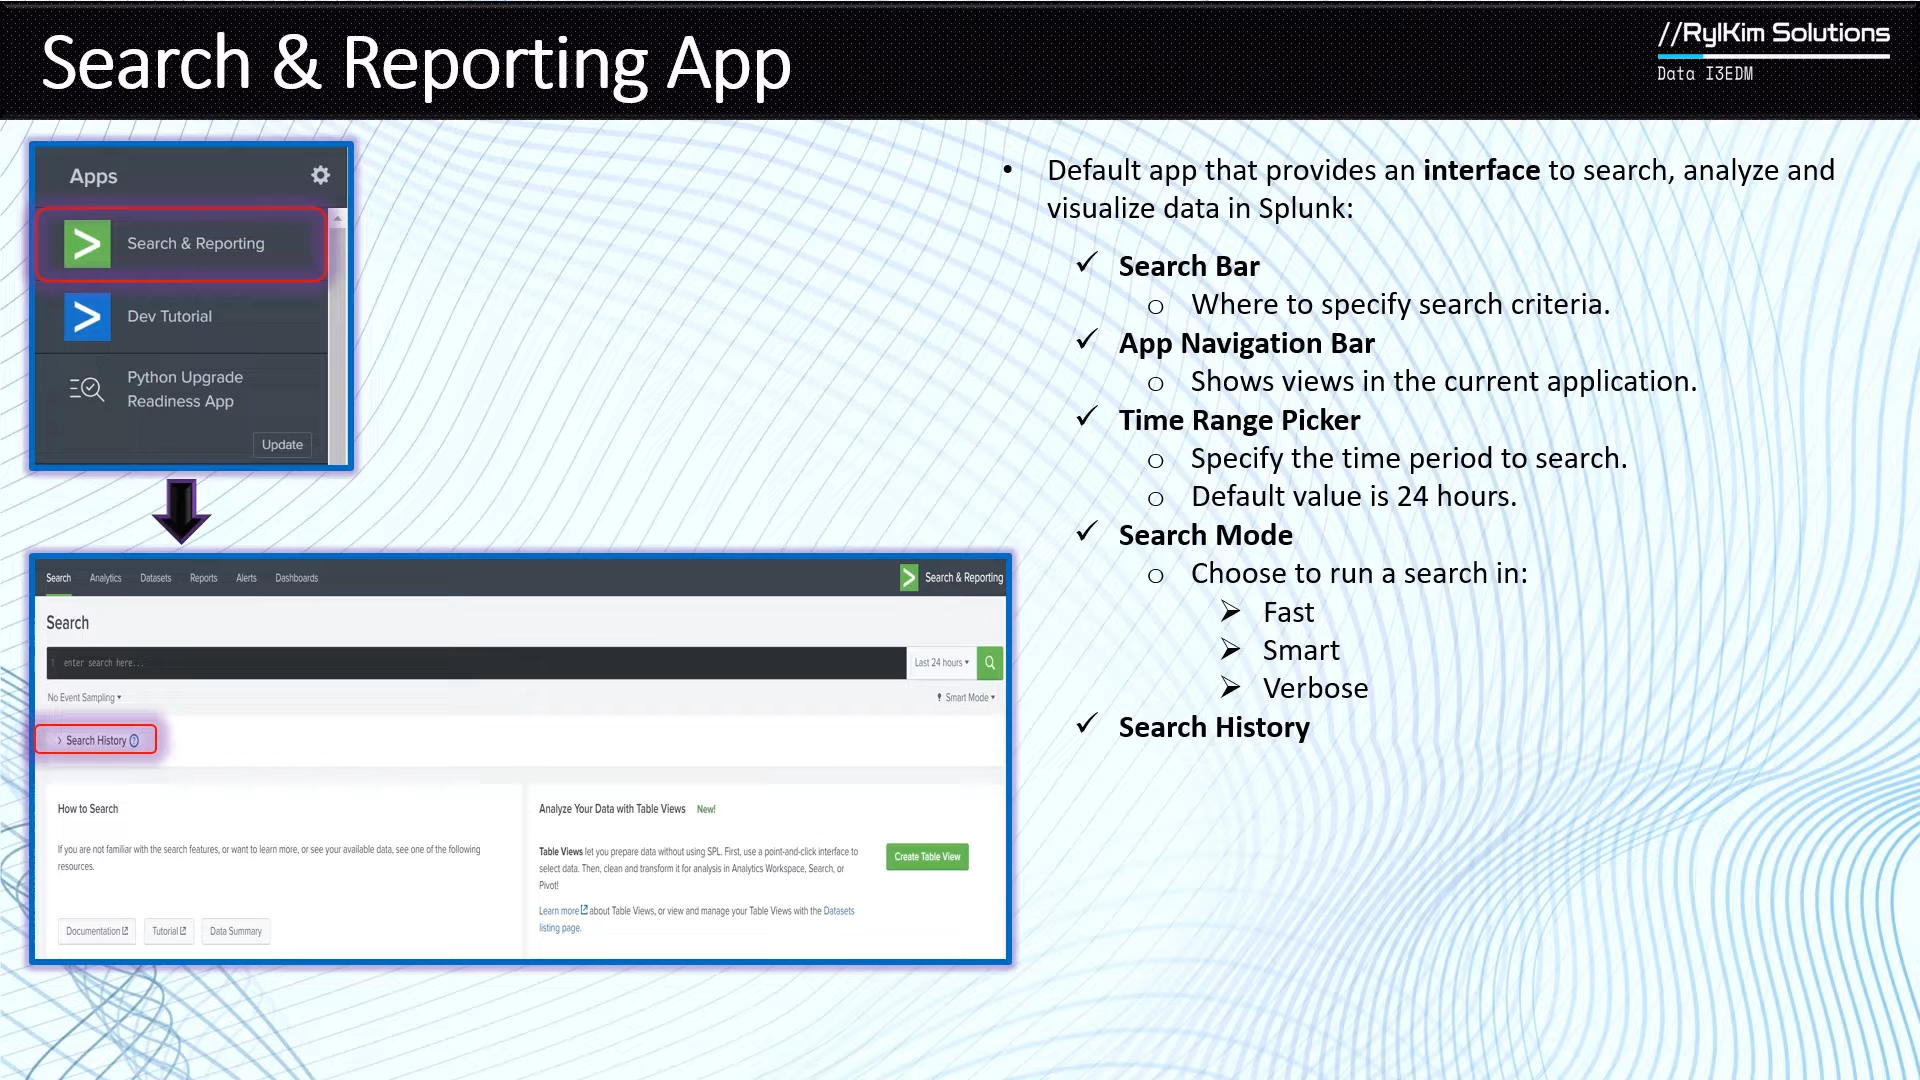 Search & Reporting App
//RylKim Solutions
Data I3EDM
Apps
Search & Reporting
Dev Tutorial
Python Upgrade
Readiness App
Update
Search Analytics Datasets Reports Alerts Dashboards
Search & Reporting
Search
1 enter search here...
Last 24 hours
No Event Sampling
Smart Mode
Search History
How to Search
If you are not familiar with the search features, or want to learn more, or see your available data, see one of the following
resources.
Documentation Tutorial Data Summary
Analyze Your Data with Table Views New!
Table Views let you prepare data without using SPL. First, use a point-and-click interface to
select data. Then, clean and transform it for analysis in Analytics Workspace, Search, or
Pivot!
Create Table View
Learn more about Table Views, or view and manage your Table Views with the Datasets
listing page.
• Default app that provides an interface to search, analyze and
visualize data in Splunk:
✓ Search Bar
o Where to specify search criteria.
✓ App Navigation Bar
o Shows views in the current application.
✓ Time Range Picker
o Specify the time period to search.
o Default value is 24 hours.
✓ Search Mode
o Choose to run a search in:
➢ Fast
➢ Smart
➢ Verbose
✓ Search History